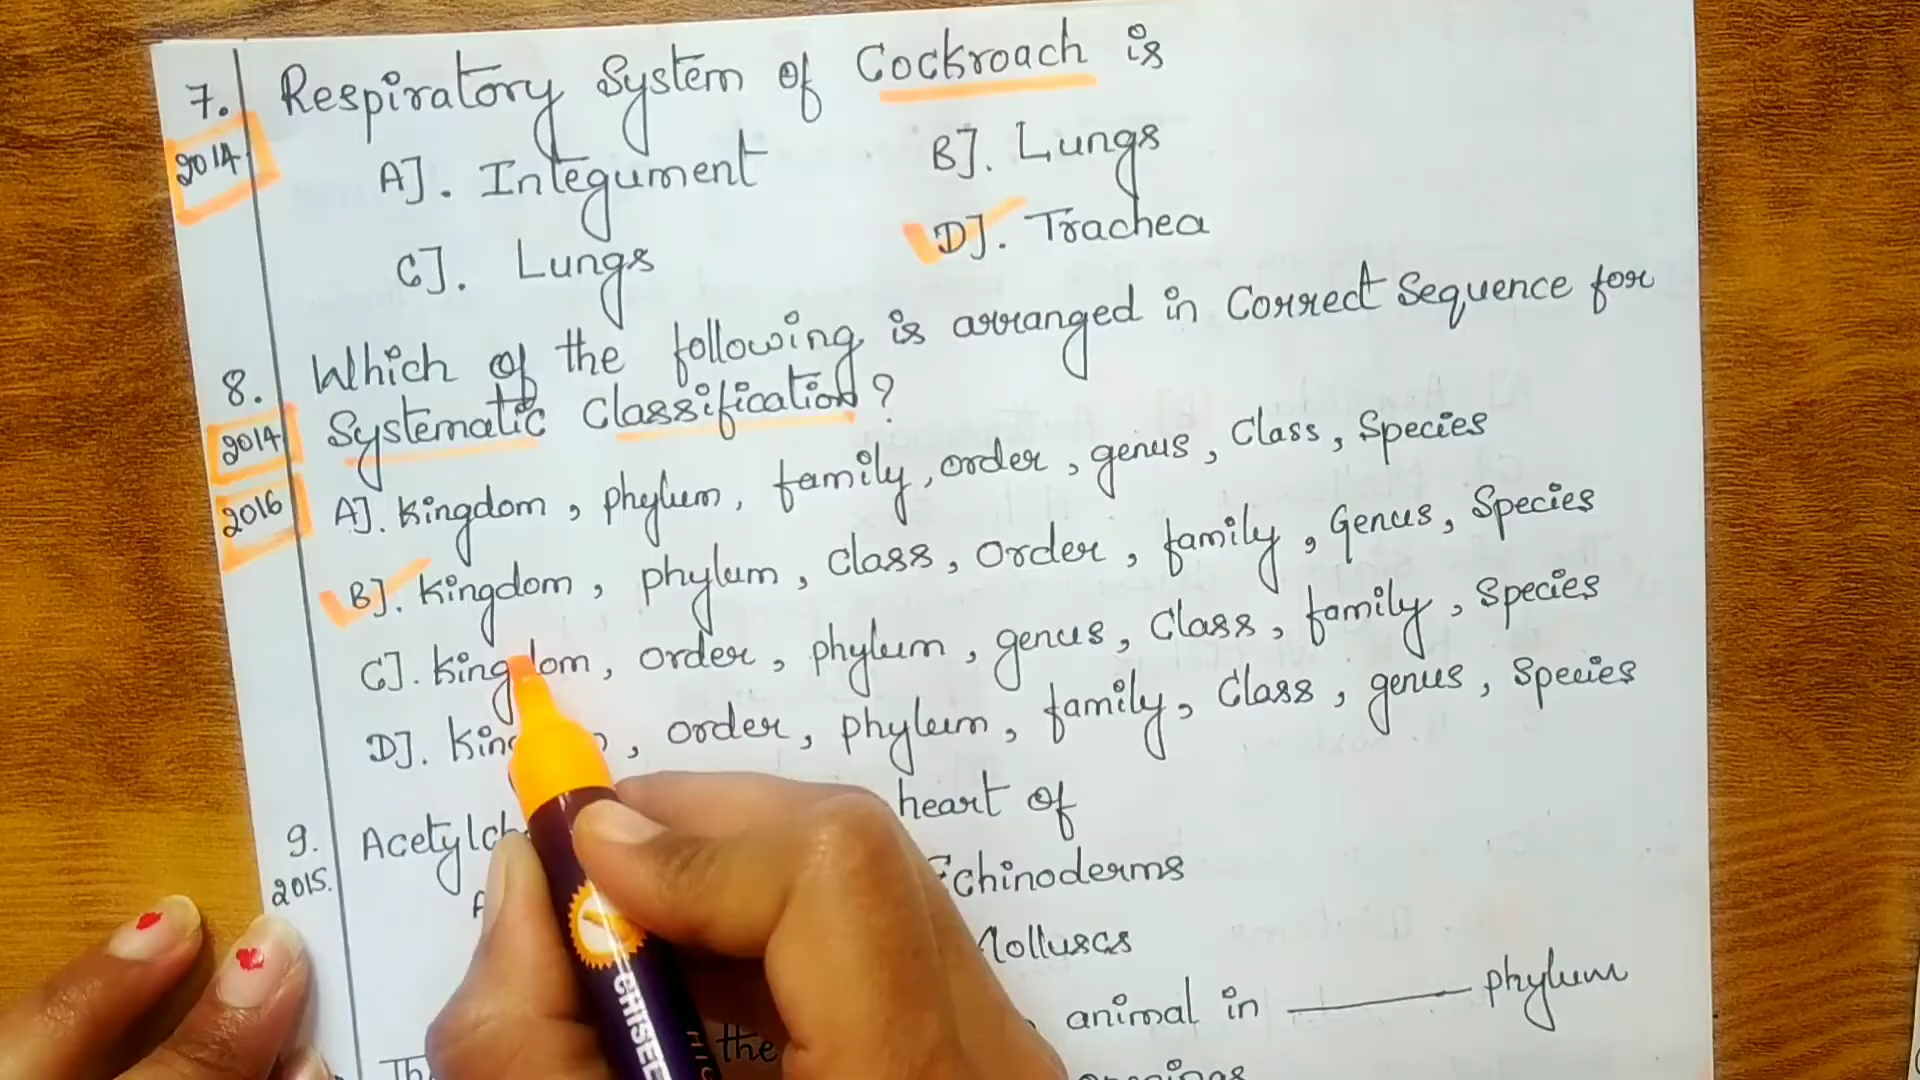 7. Respiratory System of Cockroach is
2014
A]. Integument B]. Lungs
C]. Lungs D]. Trachea
8. Which of the following is arranged in Correct Sequence for
Systematic Classification?
2014
2016
A]. Kingdom, phylum, family, order, genus, Class, Species
B]. Kingdom, phylum, Class, Order, family, Genus, Species
C]. Kingdom, order, phylum, genus, Class, family, Species
D]. order, phylum, family, Class, genus, Species
9. heart of
2015.
Echinoderms
Molluscs
the animal in ——— phylum
CHISEL